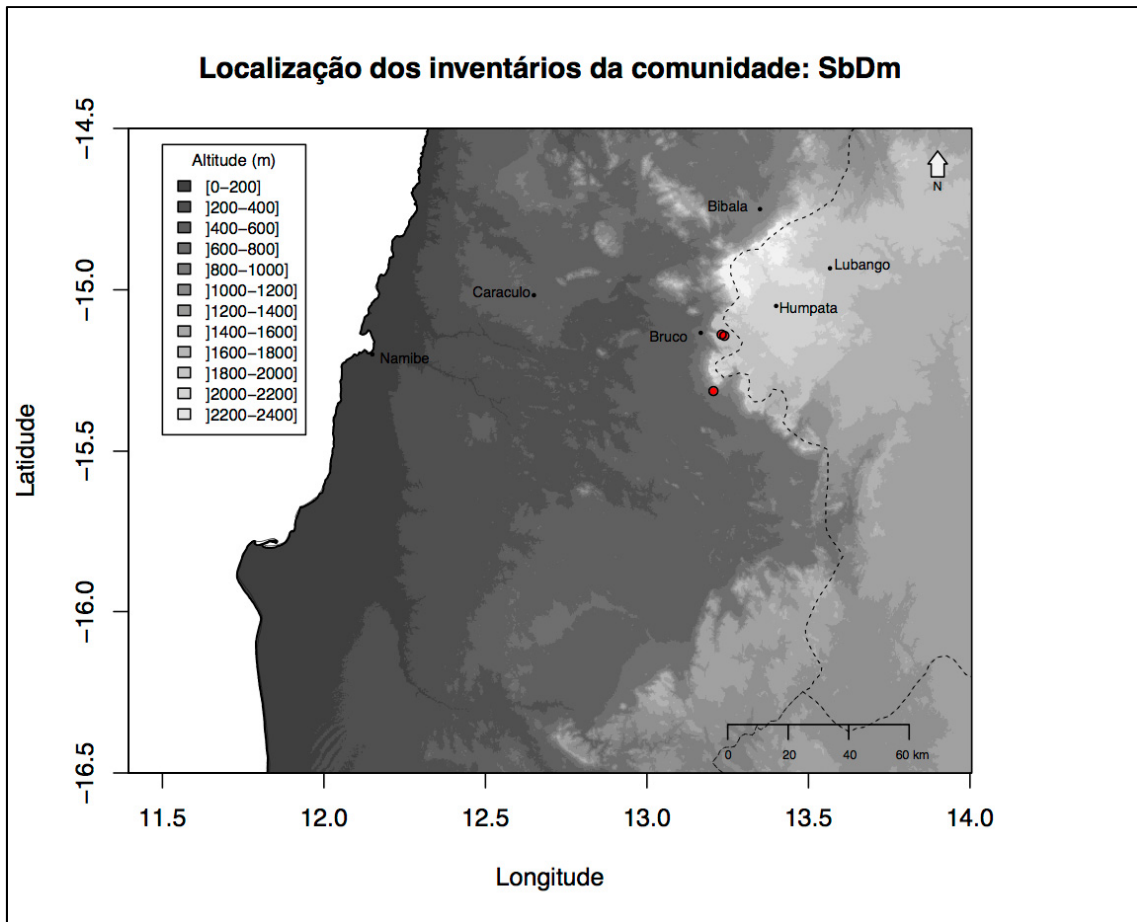 Localização dos inventários da comunidade: SbDm
Altitude (m)
[0−200]
]200−400]
]400−600]
]600−800]
]800−1000]
]1000−1200]
]1200−1400]
]1400−1600]
]1600−1800]
]1800−2000]
]2000−2200]
]2200−2400]
N
Bibala
Lubango
Caraculo
Humpata
Bruco
Namibe
0 20 40 60 km
−14.5
−15.0
−15.5
−16.0
−16.5
Latidude
11.5 12.0 12.5 13.0 13.5 14.0
Longitude